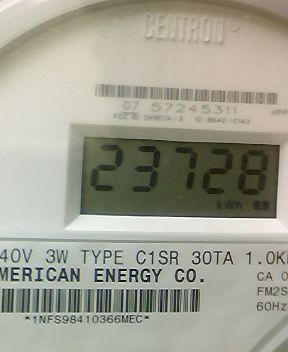 CENTRON
07 57245311
23728
kWh
40V 3W TYPE C1SR 30TA 1.0K
CA 0
MERICAN ENERGY CO.
FM2S
60Hz
*1NFS98410366MEC*